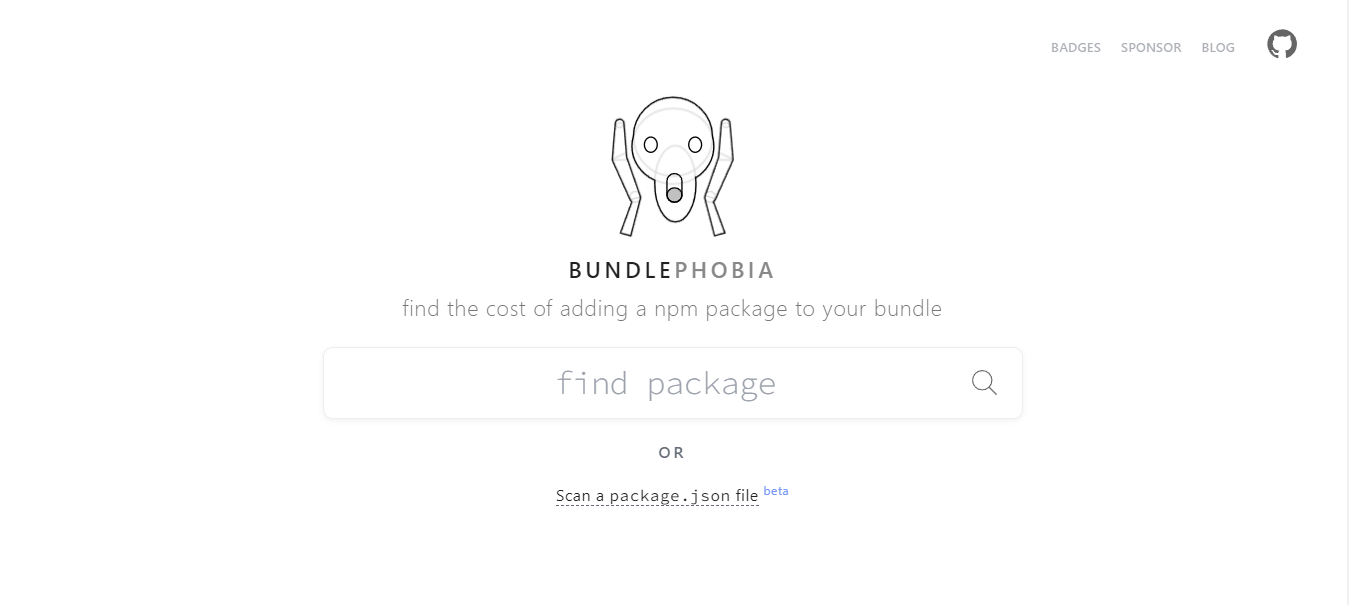 BADGES SPONSOR BLOG
BUNDLEPHOBIA
find the cost of adding a npm package to your bundle
find package
OR
Scan a package.json file beta